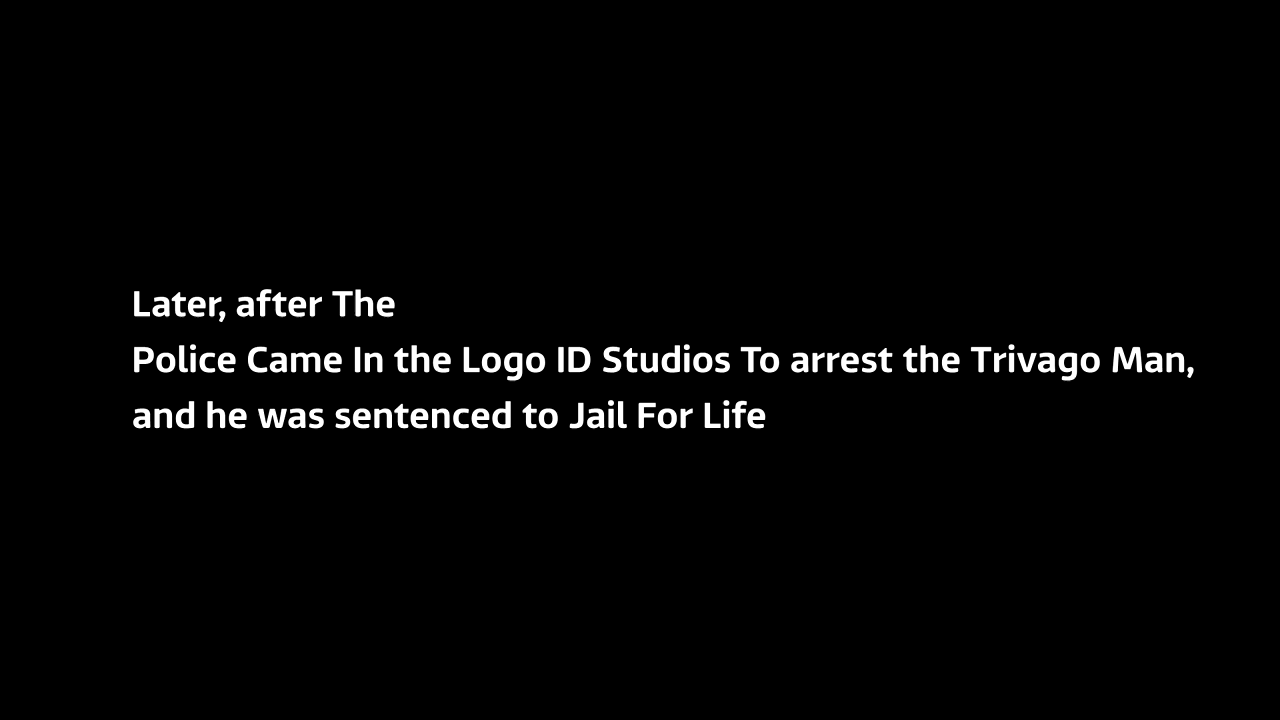 Later, after The
Police Came In the Logo ID Studios To arrest the Trivago Man,
and he was sentenced to Jail For Life